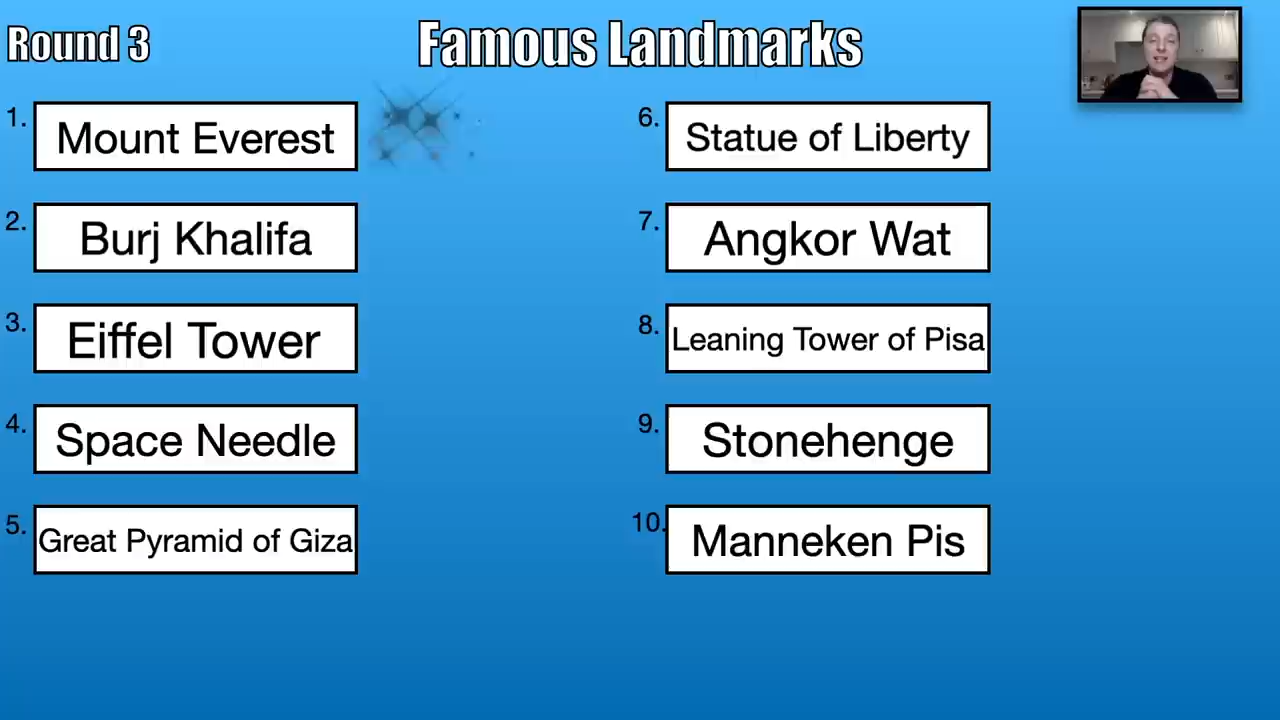 Round 3
Famous Landmarks
1. Mount Everest
2. Burj Khalifa
3. Eiffel Tower
4. Space Needle
5. Great Pyramid of Giza
6. Statue of Liberty
7. Angkor Wat
8. Leaning Tower of Pisa
9. Stonehenge
10. Manneken Pis